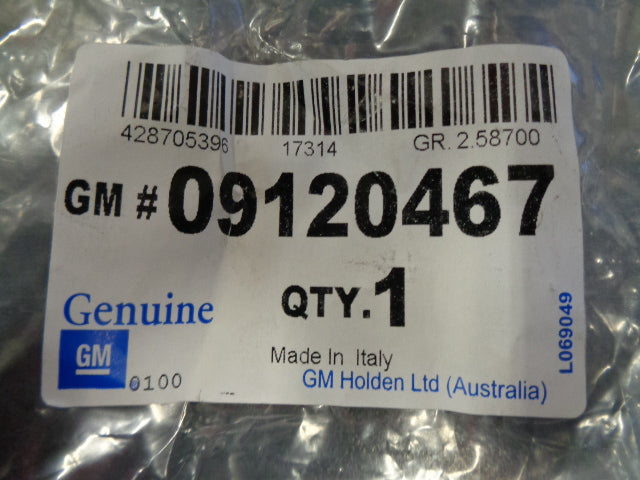 428705396 17314 GR. 2.58700
GM # 09120467
QTY. 1
Genuine
GM
0100
Made In Italy
GM Holden Ltd (Australia)
L069049